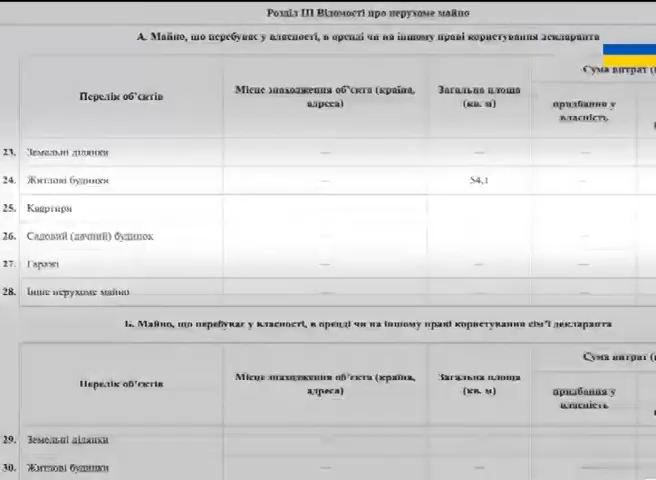 Розділ III Відомості про нерухоме майно
А. Майно, що перебуває у власності, в оренді чи на іншому праві користування декларанта
Перелік об'єктів
Місце знаходження об'єкта (країна, адреса)
Загальна площа (кв. м)
Сума витрат (
придбання у власність
23. Земельні ділянки — — —
24. Житлові будинки — 54,1 —
25. Квартири
26. Садовий (дачний) будинок — — —
27. Гаражі — — —
28. Інше нерухоме майно — — —
Б. Майно, що перебуває у власності, в оренді чи на іншому праві користування сім'ї декларанта
Перелік об'єктів
Місце знаходження об'єкта (країна, адреса)
Загальна площа (кв. м)
Сума витрат (
придбання у власність
29. Земельні ділянки
30. Житлові будинки — — —